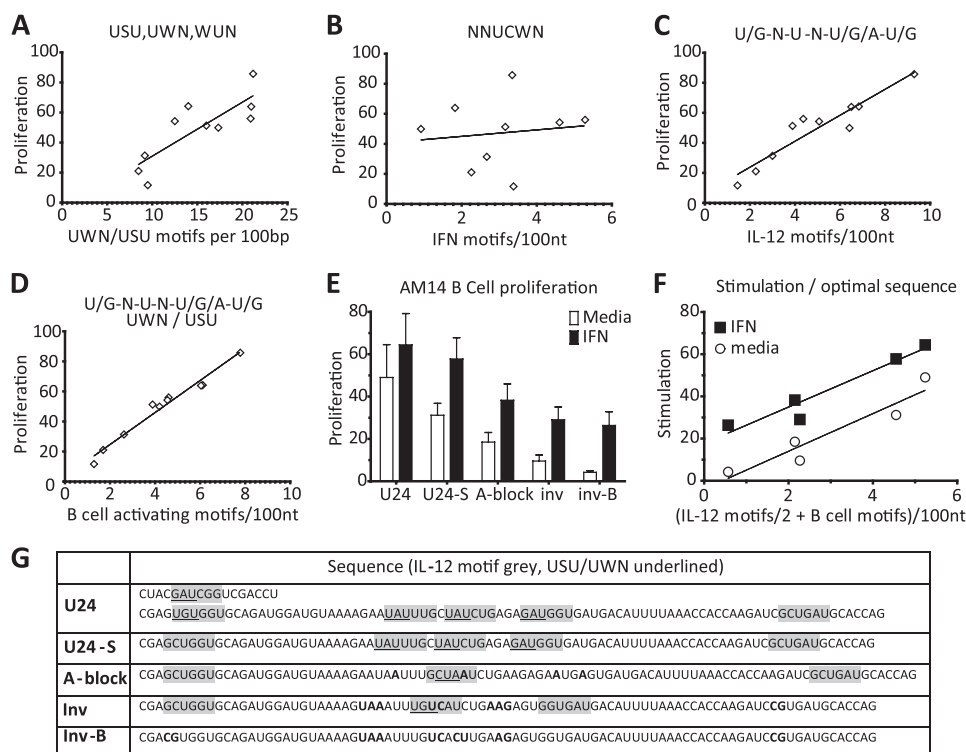 A
USU,UWN,WUN
Proliferation
100
80
60
40
20
0
0 5 10 15 20 25
UWN/USU motifs per 100bp
B
NNUCWN
Proliferation
100
80
60
40
20
0
0 2 4 6
IFN motifs/100nt
C
U/G-N-U -N-U/G/A-U/G
Proliferation
100
80
60
40
20
0
0 2 4 6 8 10
IL-12 motifs/100nt
D
U/G-N-U-N-U/G/A-U/G
UWN / USU
Proliferation
100
80
60
40
20
0
0 2 4 6 8 10
B cell activating motifs/100nt
E
AM14 B Cell proliferation
Media
IFN
Proliferation
80
60
40
20
0
U24 U24-S A-block inv inv-B
F
Stimulation / optimal sequence
IFN
media
Stimulation
80
60
40
20
0
0 2 4 6
(IL-12 motifs/2 + B cell motifs)/100nt
G
Sequence (IL-12 motif grey, USU/UWN underlined)
U24
CUACGAUCGGUCGACCU
CGAGUGUGGUGCAGAUGGAUGUAAAAGAAUAUUUGCUAUCUGAGAGAUGGUGAUGACAUUUUAAACCACCAAGAUCGCUGAUGCACCAG
U24 -S
CGAGCUGGUGCAGAUGGAUGUAAAAGAAUAUUUGCUAUCUGAGAGAUGGUGAUGACAUUUUAAACCACCAAGAUCGCUGAUGCACCAG
A-block
CGAGCUGGUGCAGAUGGAUGUAAAAGAAUAAUUUGCUAAAUCUGAAGAGAAUGAGUGAUGACAUUUUAAACCACCAAGAUCGCUGAUGCACCAG
Inv
CGAGCUGGUGCAGAUGGAUGUAAAAGUAAAUUUGUCAUCUGAAGAGUGGUGAUGACAUUUUAAACCACCAAGAUCCGUGAUGCACCAG
Inv-B
CGACGUGGUGCAGAUGGAUGUAAAAGUAAAUUUGUCACUUGAAGAGUGGUGAUGACAUUUUAAACCACCAAGAUCCGUGAUGCACCAG